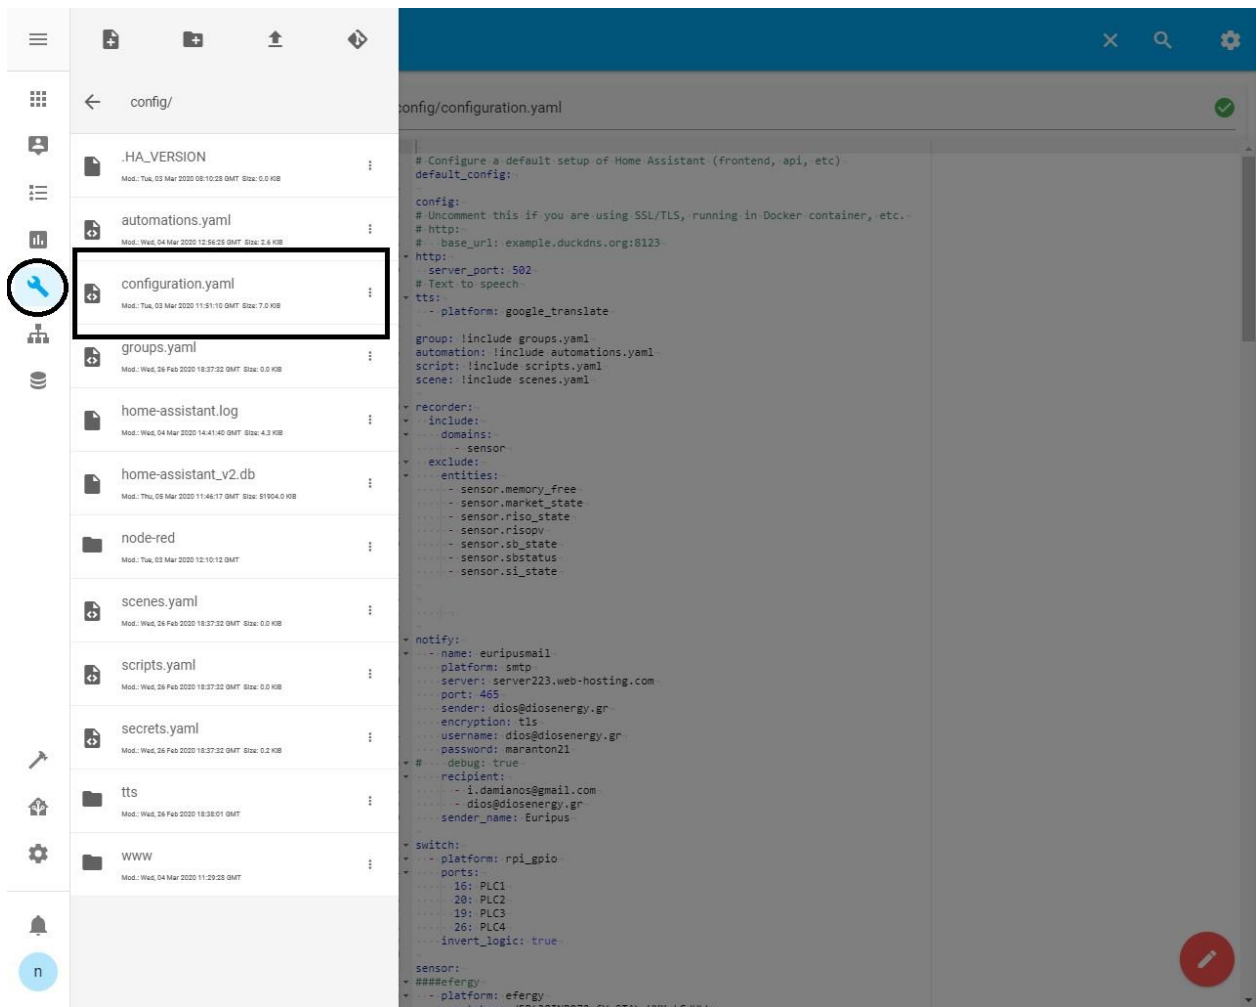 config/
.HA_VERSION
Mod.: Tue, 03 Mar 2020 08:10:28 GMT Size: 0.0 KiB
automations.yaml
Mod.: Wed, 04 Mar 2020 12:56:25 GMT Size: 2.6 KiB
configuration.yaml
Mod.: Tue, 03 Mar 2020 11:51:10 GMT Size: 7.0 KiB
groups.yaml
Mod.: Wed, 26 Feb 2020 18:37:32 GMT Size: 0.0 KiB
home-assistant.log
Mod.: Wed, 04 Mar 2020 14:41:40 GMT Size: 4.3 KiB
home-assistant_v2.db
Mod.: Thu, 05 Mar 2020 11:46:17 GMT Size: 51904.0 KiB
node-red
Mod.: Tue, 03 Mar 2020 12:10:12 GMT
scenes.yaml
Mod.: Wed, 26 Feb 2020 18:37:32 GMT Size: 0.0 KiB
scripts.yaml
Mod.: Wed, 26 Feb 2020 18:37:32 GMT Size: 0.0 KiB
secrets.yaml
Mod.: Wed, 26 Feb 2020 18:37:32 GMT Size: 0.2 KiB
tts
Mod.: Wed, 26 Feb 2020 18:38:01 GMT
www
Mod.: Wed, 04 Mar 2020 11:29:28 GMT
n
config/configuration.yaml
# Configure a default setup of Home Assistant (frontend, api, etc)
default_config:
config:
# Uncomment this if you are using SSL/TLS, running in Docker container, etc.
# http:
#   base_url: example.duckdns.org:8123
http:
  server_port: 502
# Text to speech
tts:
  - platform: google_translate
group: !include groups.yaml
automation: !include automations.yaml
script: !include scripts.yaml
scene: !include scenes.yaml
recorder:
  include:
    domains:
      - sensor
  exclude:
    entities:
     - sensor.memory_free
     - sensor.market_state
     - sensor.riso_state
     - sensor.risopv
     - sensor.sb_state
     - sensor.sbstatus
     - sensor.si_state
notify:
  - name: euripusmail
    platform: smtp
    server: server223.web-hosting.com
    port: 465
    sender: dios@diosenergy.gr
    encryption: tls
    username: dios@diosenergy.gr
    password: maranton21
#    debug: true
    recipient:
      - i.damianos@gmail.com
      - dios@diosenergy.gr
    sender_name: Euripus
switch:
  - platform: rpi_gpio
    ports:
      16: PLC1
      20: PLC2
      19: PLC3
      26: PLC4
    invert_logic: true
sensor:
####efergy
  - platform: efergy